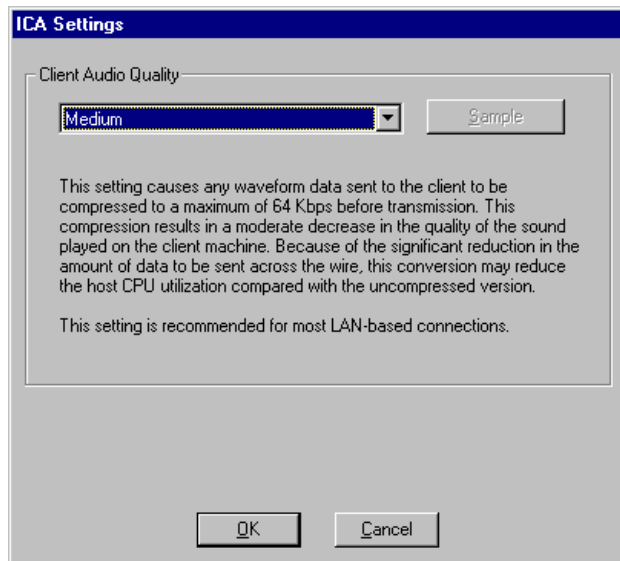 ICA Settings
Client Audio Quality
Medium
Sample
This setting causes any waveform data sent to the client to be
compressed to a maximum of 64 Kbps before transmission. This
compression results in a moderate decrease in the quality of the sound
played on the client machine. Because of the significant reduction in the
amount of data to be sent across the wire, this conversion may reduce
the host CPU utilization compared with the uncompressed version.
This setting is recommended for most LAN-based connections.
OK
Cancel